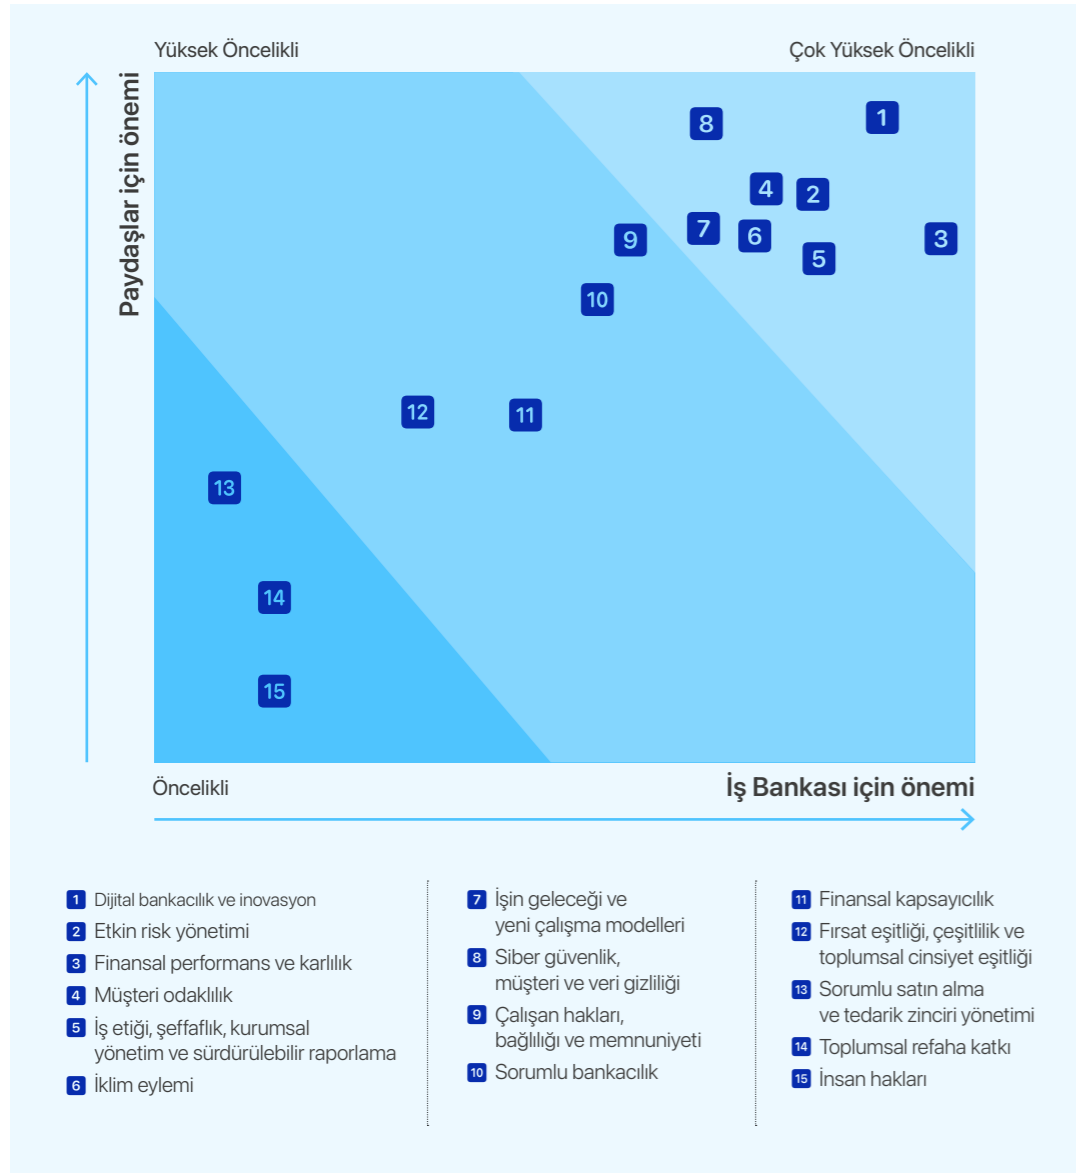 Yüksek Öncelikli
Çok Yüksek Öncelikli
Paydaşlar için önemi
1
8
4
2
7
6
3
9
5
10
12
11
13
14
15
Öncelikli
İş Bankası için önemi
1 Dijital bankacılık ve inovasyon
2 Etkin risk yönetimi
3 Finansal performans ve karlılık
4 Müşteri odaklılık
5 İş etiği, şeffaflık, kurumsal
yönetim ve sürdürülebilir raporlama
6 İklim eylemi
7 İşin geleceği ve
yeni çalışma modelleri
8 Siber güvenlik,
müşteri ve veri gizliliği
9 Çalışan hakları,
bağlılığı ve memnuniyeti
10 Sorumlu bankacılık
11 Finansal kapsayıcılık
12 Fırsat eşitliği, çeşitlilik ve
toplumsal cinsiyet eşitliği
13 Sorumlu satın alma
ve tedarik zinciri yönetimi
14 Toplumsal refaha katkı
15 İnsan hakları